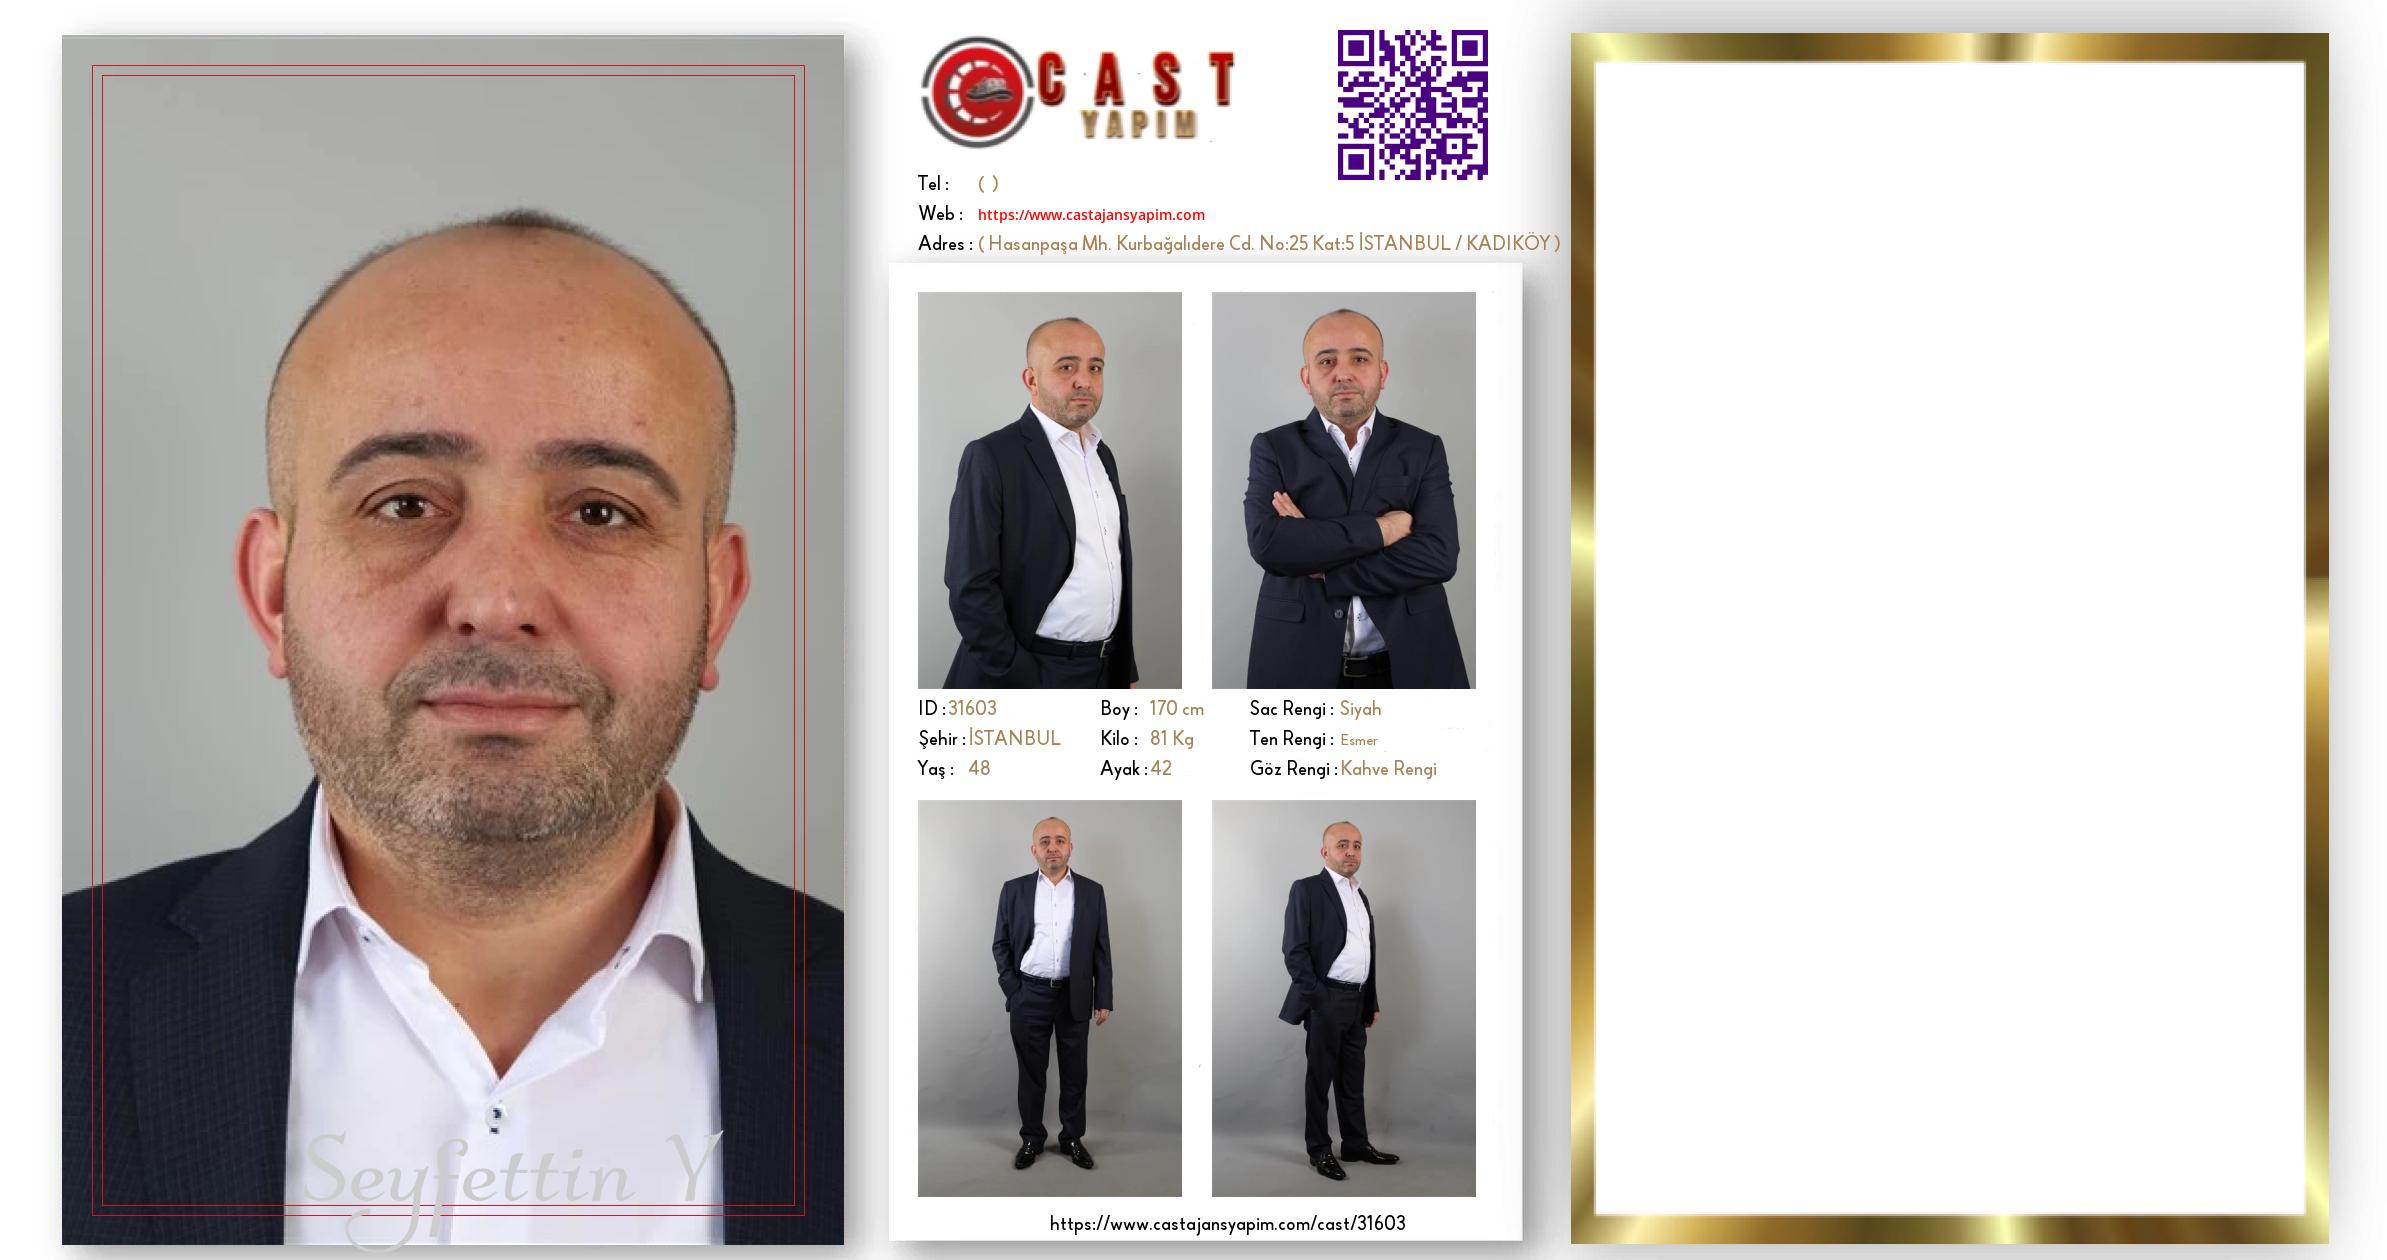 Seyfettin Y
CAST
YAPIM
Tel : ( )
Web : https://www.castajansyapim.com
Adres : ( Hasanpaşa Mh. Kurbağalıdere Cd. No:25 Kat:5 İSTANBUL / KADIKÖY )
ID : 31603 Boy : 170 cm Sac Rengi : Siyah
Şehir : İSTANBUL Kilo : 81 Kg Ten Rengi : Esmer
Yaş : 48 Ayak : 42 Göz Rengi : Kahve Rengi
https://www.castajansyapim.com/cast/31603